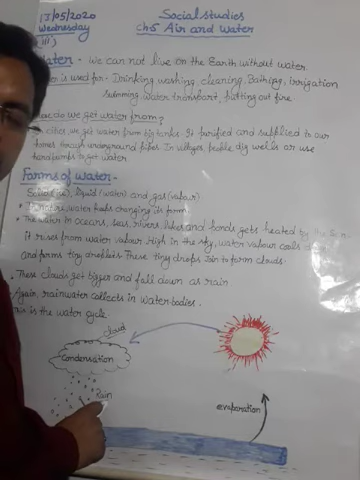 13/05/2020
Social studies
Wednesday
Ch-5 Air and Water
Water - we can not live on the Earth without water
is used for - Drinking washing, cleaning, Bathing, irrigation
swimming, water transport, putting out fire
How do we get water from?
cities we get water from big tanks. It purified and supplied to our
homes through underground pipes. In villages, people dig wells or use
handpumps to get water.
Forms of Water -
liquid (water) and gas (vapour)
water keeps changing its form
The water in oceans, seas, rivers, lakes and ponds gets heated by the
It rises from water vapour. High in the sky, water vapour cools
And forms tiny droplets These tiny drops Join to form clouds.
These clouds get bigger and fall down as rain
Again, rainwater collects in water-bodies.
This is the water cycle.
cloud
Condensation
Rain
evaporation